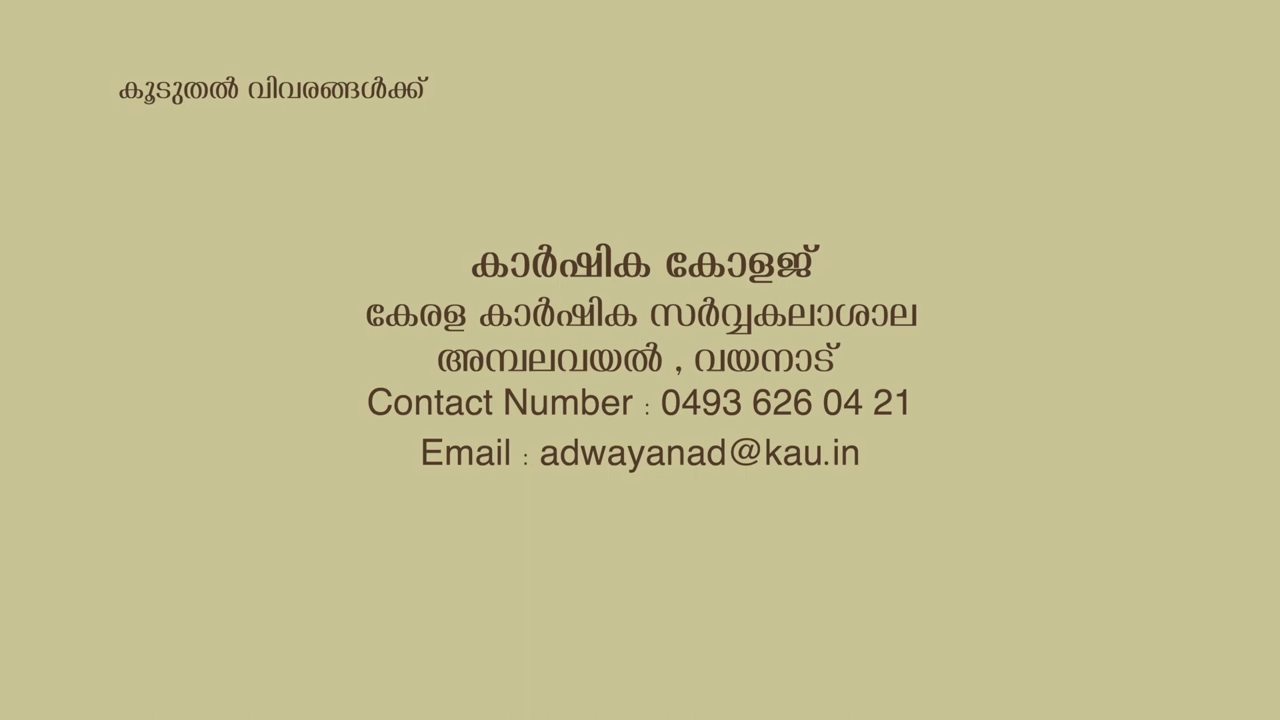 കൂടുതൽ വിവരങ്ങൾക്ക്
കാർഷിക കോളജ്
കേരള കാർഷിക സർവ്വകലാശാല
അമ്പലവയൽ , വയനാട്
Contact Number : 0493 626 04 21
Email : adwayanad@kau.in